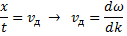 x/t = v_д → v_д = dω/dk